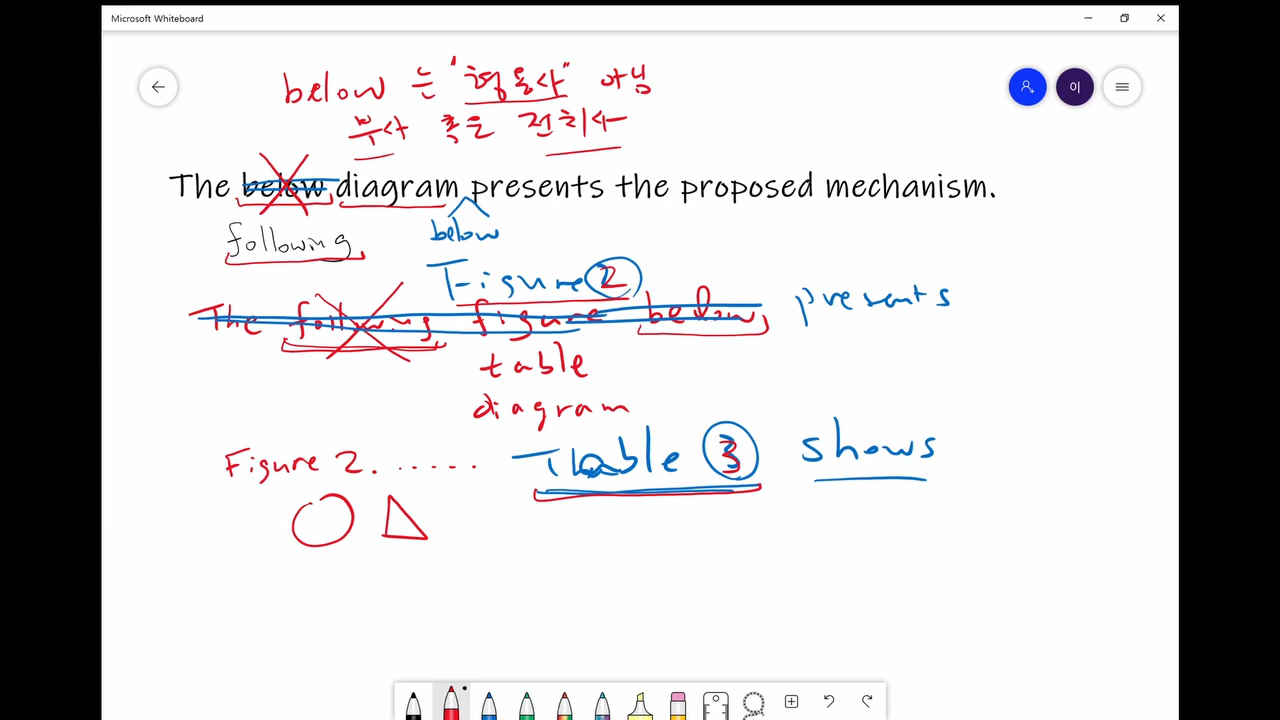 Microsoft Whiteboard
이
below 는 "형용사" 아님
부사 혹은 전치사
The below diagram presents the proposed mechanism.
following
below
Figure 2
The following figure below presents
table
diagram
Figure 2. ......
Table 3 shows